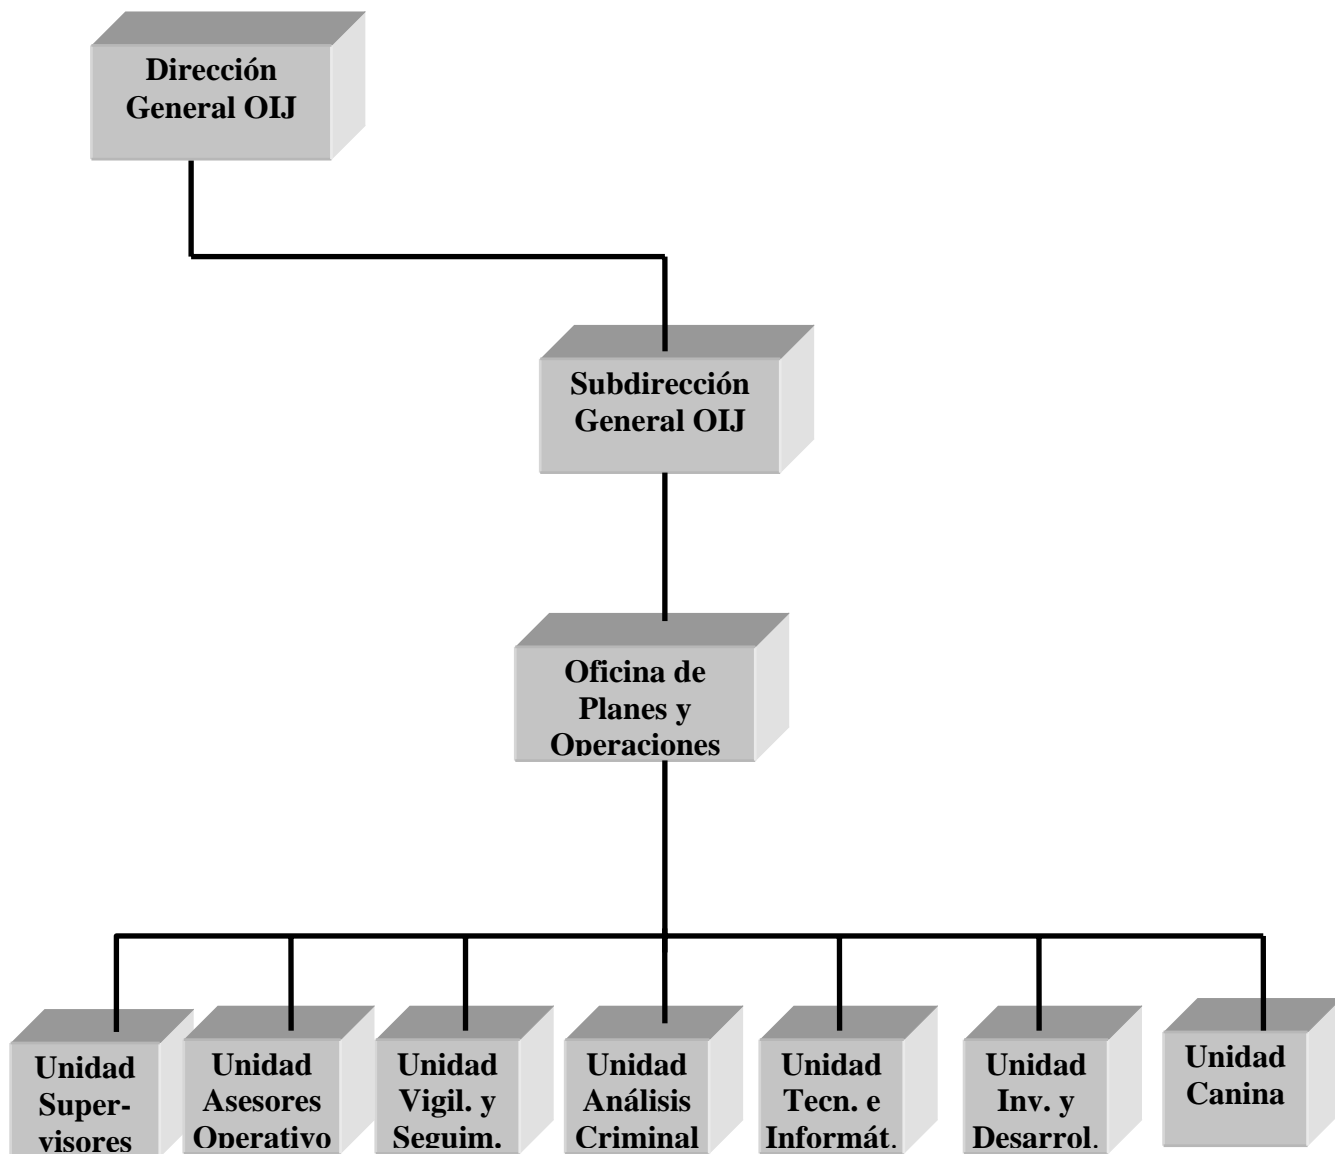 Dirección
General OIJ
Subdirección
General OIJ
Oficina de
Planes y
Operaciones
Unidad
Super-
visores
Unidad
Asesores
Operativo
Unidad
Vigil. y
Seguim.
Unidad
Análisis
Criminal
Unidad
Tecn. e
Informát.
Unidad
Inv. y
Desarrol.
Unidad
Canina